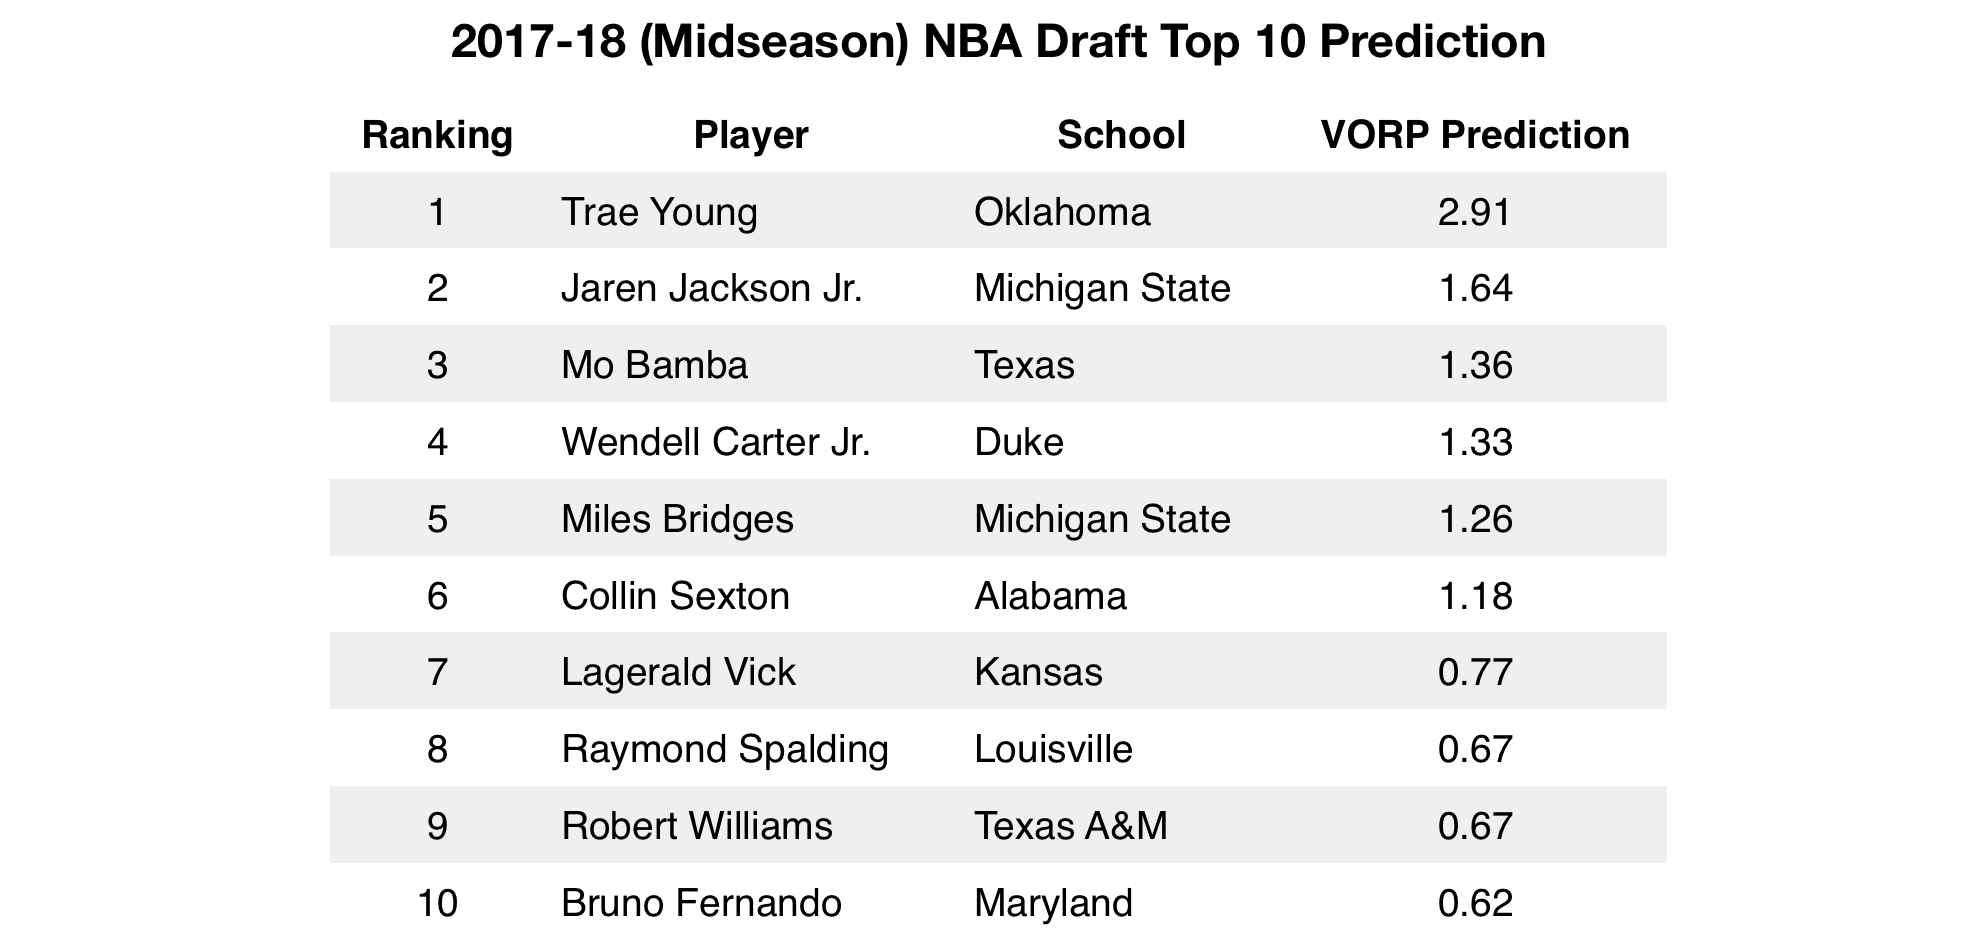 2017-18 (Midseason) NBA Draft Top 10 Prediction
Ranking Player School VORP Prediction
1 Trae Young Oklahoma 2.91
2 Jaren Jackson Jr. Michigan State 1.64
3 Mo Bamba Texas 1.36
4 Wendell Carter Jr. Duke 1.33
5 Miles Bridges Michigan State 1.26
6 Collin Sexton Alabama 1.18
7 Lagerald Vick Kansas 0.77
8 Raymond Spalding Louisville 0.67
9 Robert Williams Texas A&M 0.67
10 Bruno Fernando Maryland 0.62